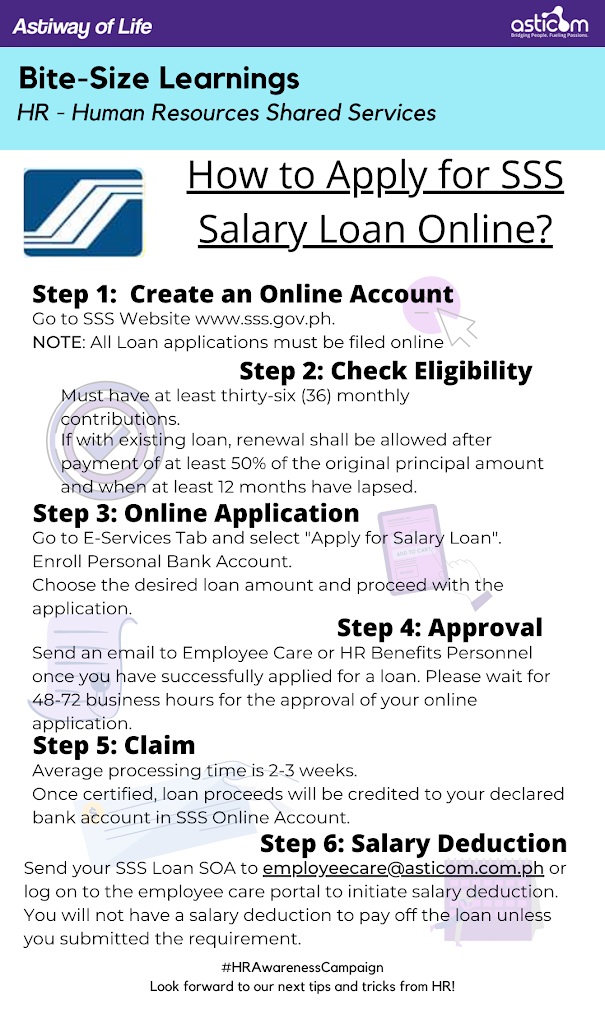 Astiway of Life
asticom
Bridging People. Fueling Passions.
Bite-Size Learnings
HR - Human Resources Shared Services
How to Apply for SSS
Salary Loan Online?
Step 1:  Create an Online Account
Go to SSS Website www.sss.gov.ph.
NOTE: All Loan applications must be filed online
Step 2: Check Eligibility
Must have at least thirty-six (36) monthly
contributions.
If with existing loan, renewal shall be allowed after
payment of at least 50% of the original principal amount
and when at least 12 months have lapsed.
Step 3: Online Application
Go to E-Services Tab and select "Apply for Salary Loan".
Enroll Personal Bank Account.
ADD TO CART
Choose the desired loan amount and proceed with the
application.
Step 4: Approval
Send an email to Employee Care or HR Benefits Personnel
once you have successfully applied for a loan. Please wait for
48-72 business hours for the approval of your online
application.
Step 5: Claim
Average processing time is 2-3 weeks.
Once certified, loan proceeds will be credited to your declared
bank account in SSS Online Account.
Step 6: Salary Deduction
Send your SSS Loan SOA to employeecare@asticom.com.ph or
log on to the employee care portal to initiate salary deduction.
You will not have a salary deduction to pay off the loan unless
you submitted the requirement.
#HRAwarenessCampaign
Look forward to our next tips and tricks from HR!